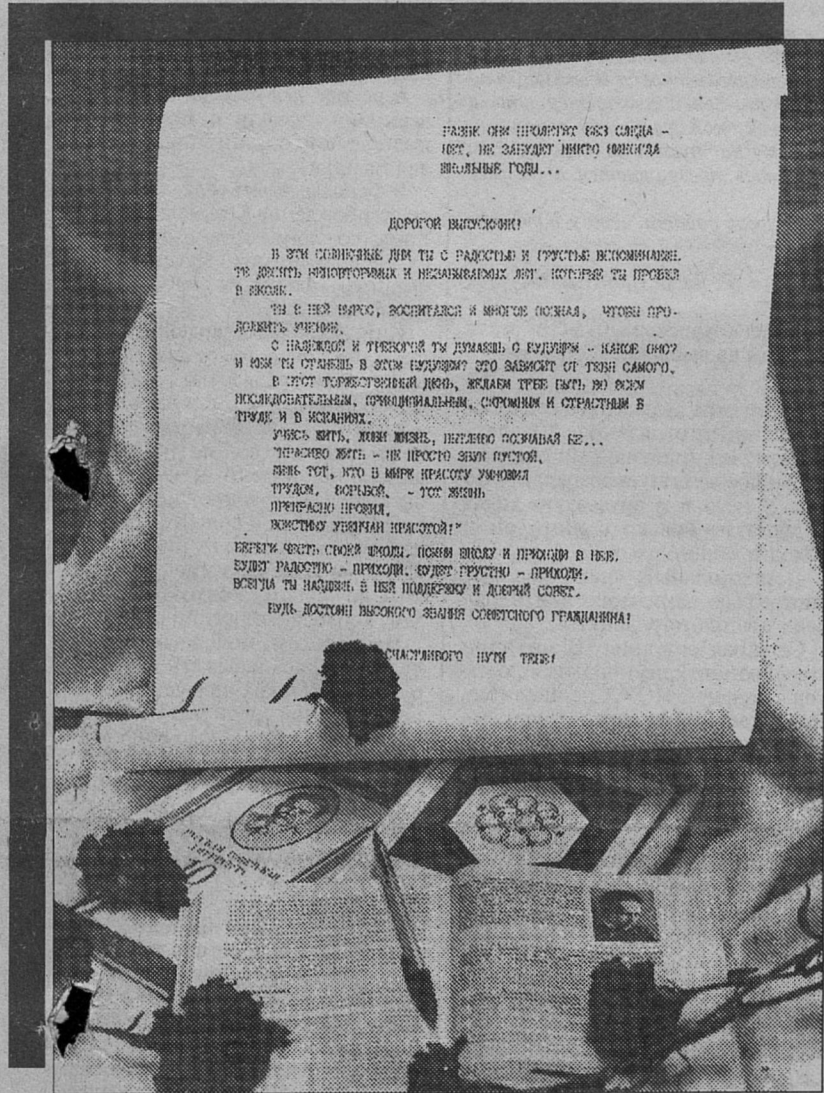 РАЗВЕ ОНИ ПРОЛЕТЯТ БЕЗ СЛЕДА -
НЕТ, НЕ ЗАБУДЕТ НИКТО НИКОГДА
ШКОЛЬНЫЕ ГОДЫ...
ДОРОГОЙ ВЫПУСКНИК!
В ЭТИ СОЛНЕЧНЫЕ ДНИ ТЫ С РАДОСТЬЮ И ГРУСТЬЮ ВСПОМИНАЕШЬ
ТЕ ДЕСЯТЬ НЕПОВТОРИМЫХ И НЕЗАБЫВАЕМЫХ ЛЕТ, КОТОРЫЕ ТЫ ПРОВЕЛ
В ШКОЛЕ.
ТЫ В НЕЙ ВЫРОС, ВОСПИТАЛСЯ И МНОГОЕ ПОЗНАЛ, ЧТОБЫ ПРО-
ДОЛЖИТЬ УЧЕНИЕ.
С НАДЕЖДОЙ И ТРЕВОГОЙ ТЫ ДУМАЕШЬ О БУДУЩЕМ - КАКОЕ ОНО?
И КЕМ ТЫ СТАНЕШЬ В ЭТОМ БУДУЩЕМ? ЭТО ЗАВИСИТ ОТ ТЕБЯ САМОГО.
В ЭТОТ ТОРЖЕСТВЕННЫЙ ДЕНЬ, ЖЕЛАЕМ ТЕБЕ БЫТЬ ВО ВСЕМ
ПОСЛЕДОВАТЕЛЬНЫМ, ПРИНЦИПИАЛЬНЫМ, СКРОМНЫМ И СТРАСТНЫМ В
ТРУДЕ И В ИСКАНИЯХ.
УЧИСЬ ЖИТЬ, ЛЮБИ ЖИЗНЬ, ПЫТЛИВО ПОЗНАВАЙ ЕЕ...
"КРАСИВО ЖИТЬ - НЕ ПРОСТО ЗВУК ПУСТОЙ,
ЛИШЬ ТОТ, КТО В МИРЕ КРАСОТУ УМНОЖИЛ
ТРУДОМ, БОРЬБОЙ, - ТОТ ЖИЗНЬ
ПРЕКРАСНО ПРОЖИЛ,
ВОИСТИНУ УВЕНЧАН КРАСОТОЙ!"
БЕРЕГИ ЧЕСТЬ СВОЕЙ ШКОЛЫ, ПОМНИ ШКОЛУ И ПРИХОДИ В НЕЕ.
БУДЕТ РАДОСТНО - ПРИХОДИ, БУДЕТ ГРУСТНО - ПРИХОДИ.
ВСЕГДА ТЫ НАЙДЕШЬ В НЕЙ ПОДДЕРЖКУ И ДОБРЫЙ СОВЕТ.
БУДЬ ДОСТОИН ВЫСОКОГО ЗВАНИЯ СОВЕТСКОГО ГРАЖДАНИНА!
СЧАСТЛИВОГО ПУТИ ТЕБЕ!
РУССКАЯ СОВЕТСКАЯ
ЛИТЕРАТУРА
10